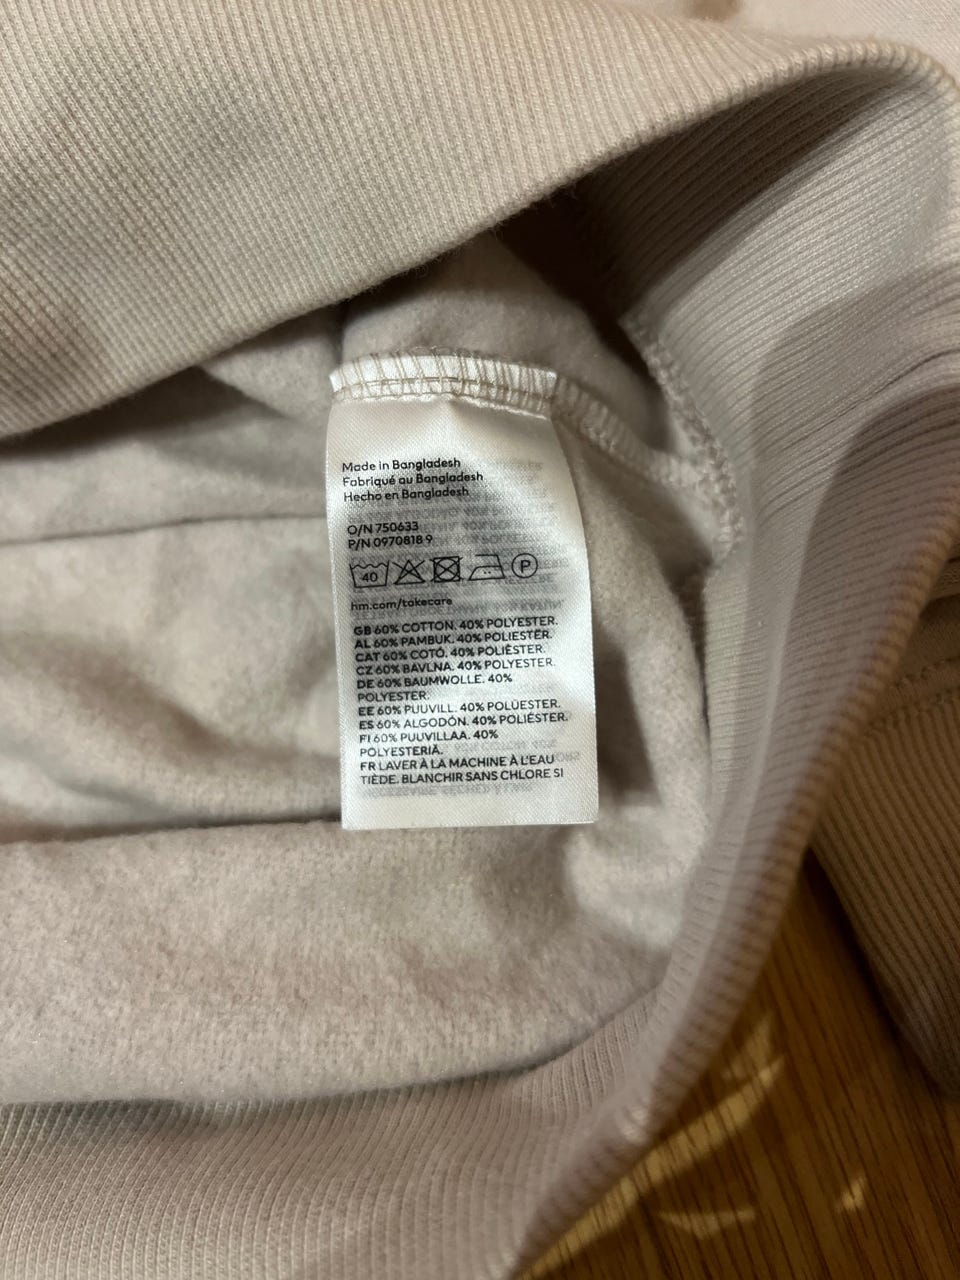 Made in Bangladesh
Fabriqué au Bangladesh
Hecho en Bangladesh
O/N 750633
P/N 0970818 9
40 P
hm.com/takecare
GB 60% COTTON. 40% POLYESTER.
AL 60% PAMBUK. 40% POLIESTËR.
CAT 60% COTÓ. 40% POLIÈSTER.
CZ 60% BAVLNA. 40% POLYESTER.
DE 60% BAUMWOLLE. 40%
POLYESTER.
EE 60% PUUVILL. 40% POLÜESTER.
ES 60% ALGODÓN. 40% POLIÉSTER.
FI 60% PUUVILLAA. 40%
POLYESTERIÄ.
FR LAVER À LA MACHINE À L'EAU
TIÈDE. BLANCHIR SANS CHLORE SI